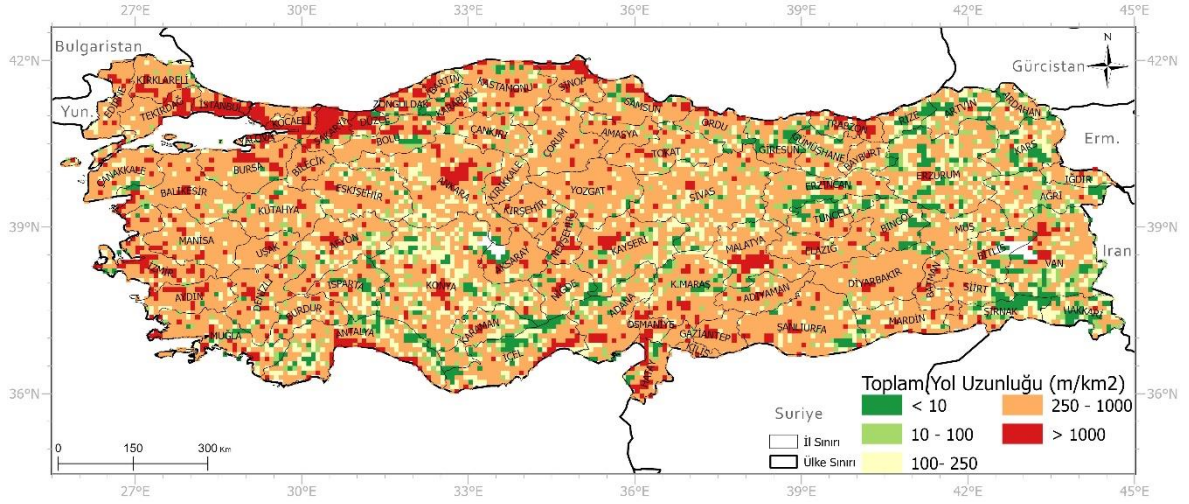 27°E 30°E 33°E 36°E 39°E 42°E 45°E
42°N 42°N
39°N 39°N
36°N 36°N
Bulgaristan
Yun.
Gürcistan
N
Erm.
Iran
Suriye
KIRKLARELİ
EDİRNE
TEKİRDAĞ
İSTANBUL
KOCAELİ
YALOVA
SAKARYA
DÜZCE
ZONGULDAK
BARTIN
KARABÜK
KASTAMONU
SİNOP
SAMSUN
ORDU
GİRESUN
TRABZON
GÜMÜŞHANE
BAYBURT
RİZE
ARTVİN
ARDAHAN
KARS
IĞDIR
AĞRI
ERZURUM
ERZİNCAN
TUNCELİ
BİNGÖL
MUŞ
BİTLİS
VAN
HAKKARİ
ŞIRNAK
SİİRT
BATMAN
DİYARBAKIR
MARDİN
ŞANLIURFA
ADIYAMAN
MALATYA
ELAZIĞ
SİVAS
TOKAT
AMASYA
ÇORUM
ÇANKIRI
BOLU
BİLECİK
BURSA
ÇANAKKALE
BALIKESİR
KÜTAHYA
ESKİŞEHİR
ANKARA
KIRIKKALE
YOZGAT
KIRŞEHİR
NEVŞEHİR
KAYSERİ
AKSARAY
NİĞDE
KONYA
AFYON
UŞAK
MANİSA
İZMİR
AYDIN
DENİZLİ
MUĞLA
BURDUR
ISPARTA
ANTALYA
KARAMAN
İÇEL
ADANA
OSMANİYE
K.MARAŞ
GAZİANTEP
KİLİS
HATAY
Toplam Yol Uzunluğu (m/km2)
< 10
10 - 100
100- 250
250 - 1000
> 1000
İl Sınırı
Ülke Sınırı
0 150 300 Km
27°E 30°E 33°E 36°E 39°E 42°E 45°E